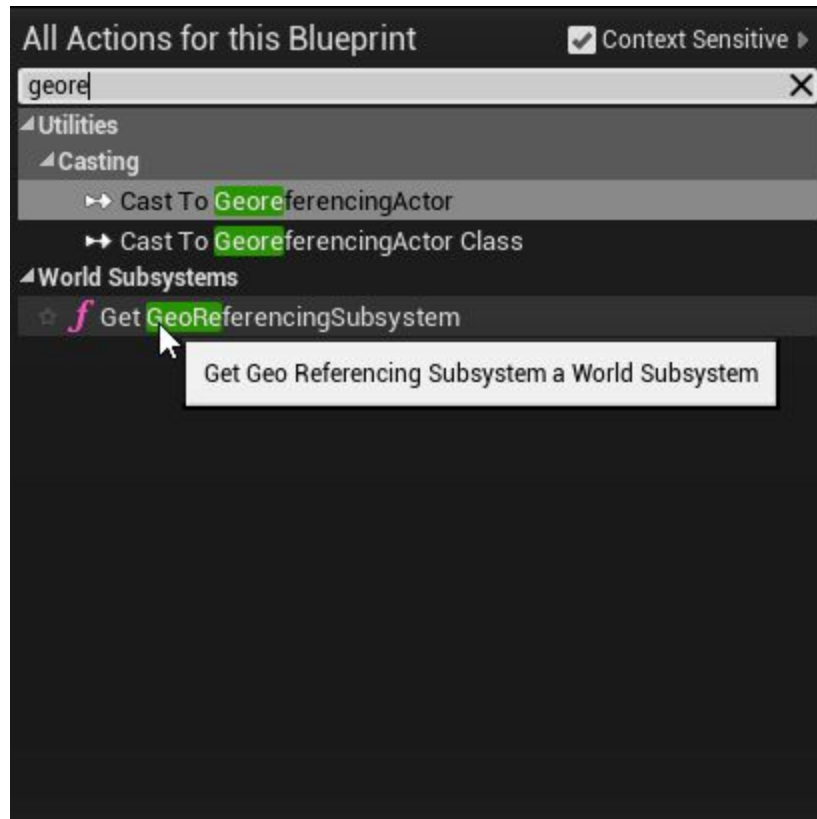 All Actions for this Blueprint Context Sensitive
geore
Utilities
Casting
Cast To GeoreferencingActor
Cast To GeoreferencingActor Class
World Subsystems
f Get GeoReferencingSubsystem
Get Geo Referencing Subsystem a World Subsystem